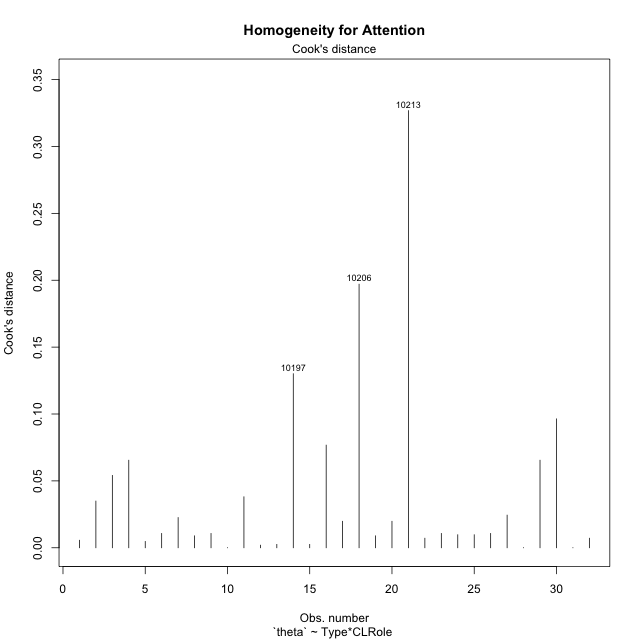 Homogeneity for Attention
Cook's distance
Cook's distance
0.35
0.30
0.25
0.20
0.15
0.10
0.05
0.00
10213
10206
10197
0 5 10 15 20 25 30
Obs. number
`theta` ~ Type*CLRole